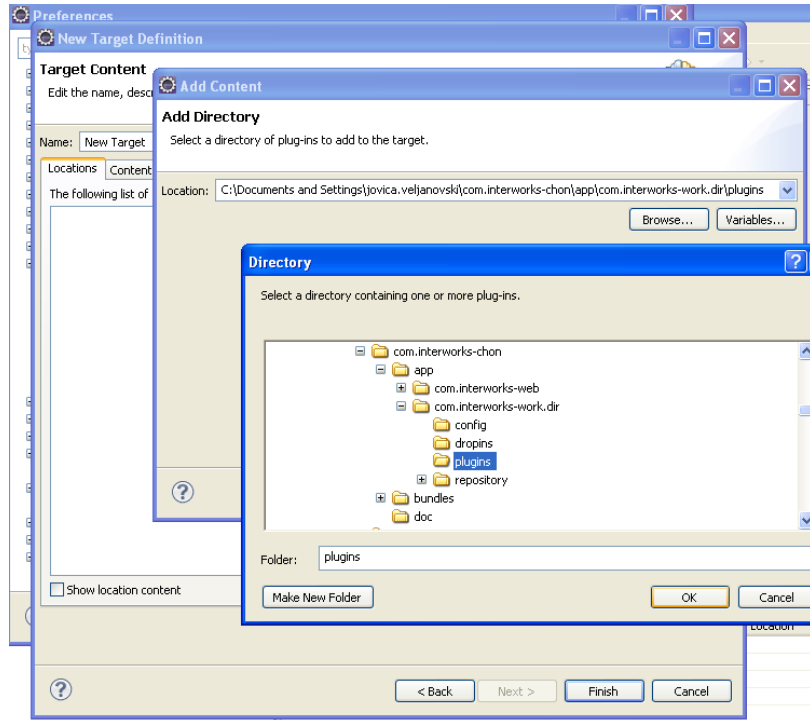 Preferences
New Target Definition
Target Content
Edit the name, desc
Name: New Target
Locations Content
The following list of
Show location content
< Back Next > Finish Cancel
Add Content
Add Directory
Select a directory of plug-ins to add to the target.
Location: C:\Documents and Settings\jovica.veljanovski\com.interworks-chon\app\com.interworks-work.dir\plugins
Browse... Variables...
Directory
Select a directory containing one or more plug-ins.
com.interworks-chon
app
com.interworks-web
com.interworks-work.dir
config
dropins
plugins
repository
bundles
doc
Folder: plugins
Make New Folder OK Cancel
Location